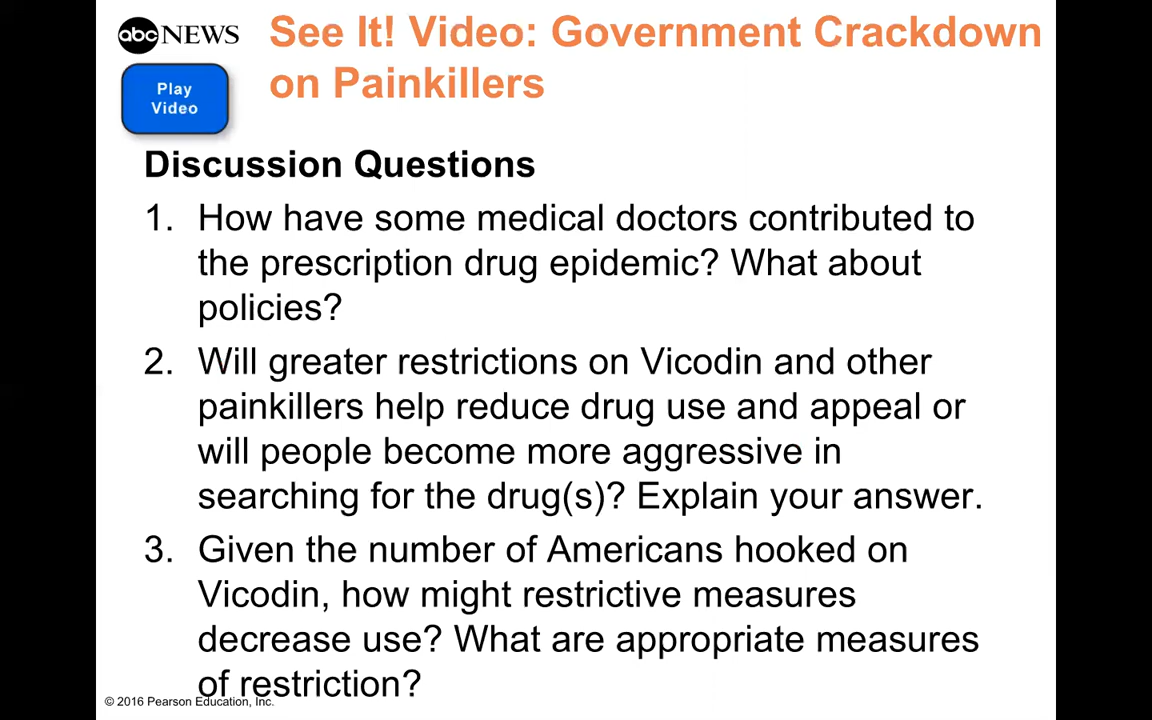 abc NEWS
See It! Video: Government Crackdown
on Painkillers
Play
Video
Discussion Questions
1. How have some medical doctors contributed to
the prescription drug epidemic? What about
policies?
2. Will greater restrictions on Vicodin and other
painkillers help reduce drug use and appeal or
will people become more aggressive in
searching for the drug(s)? Explain your answer.
3. Given the number of Americans hooked on
Vicodin, how might restrictive measures
decrease use? What are appropriate measures
of restriction?
© 2016 Pearson Education, Inc.